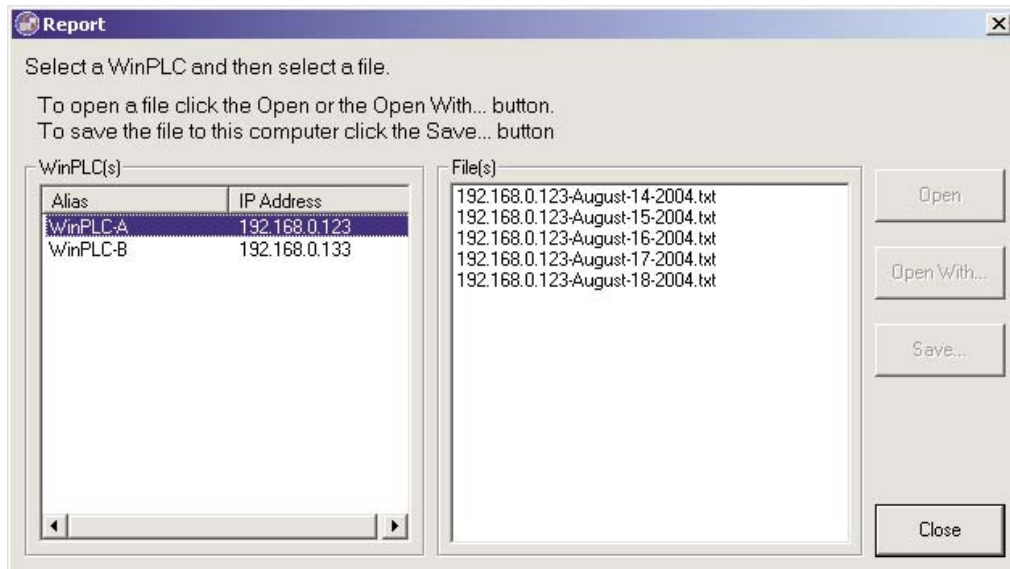 Report
Select a WinPLC and then select a file.
To open a file click the Open or the Open With... button.
To save the file to this computer click the Save... button
WinPLC(s)
Alias IP Address
WinPLC-A 192.168.0.123
WinPLC-B 192.168.0.133
File(s)
192.168.0.123-August-14-2004.txt
192.168.0.123-August-15-2004.txt
192.168.0.123-August-16-2004.txt
192.168.0.123-August-17-2004.txt
192.168.0.123-August-18-2004.txt
Open
Open With...
Save...
Close